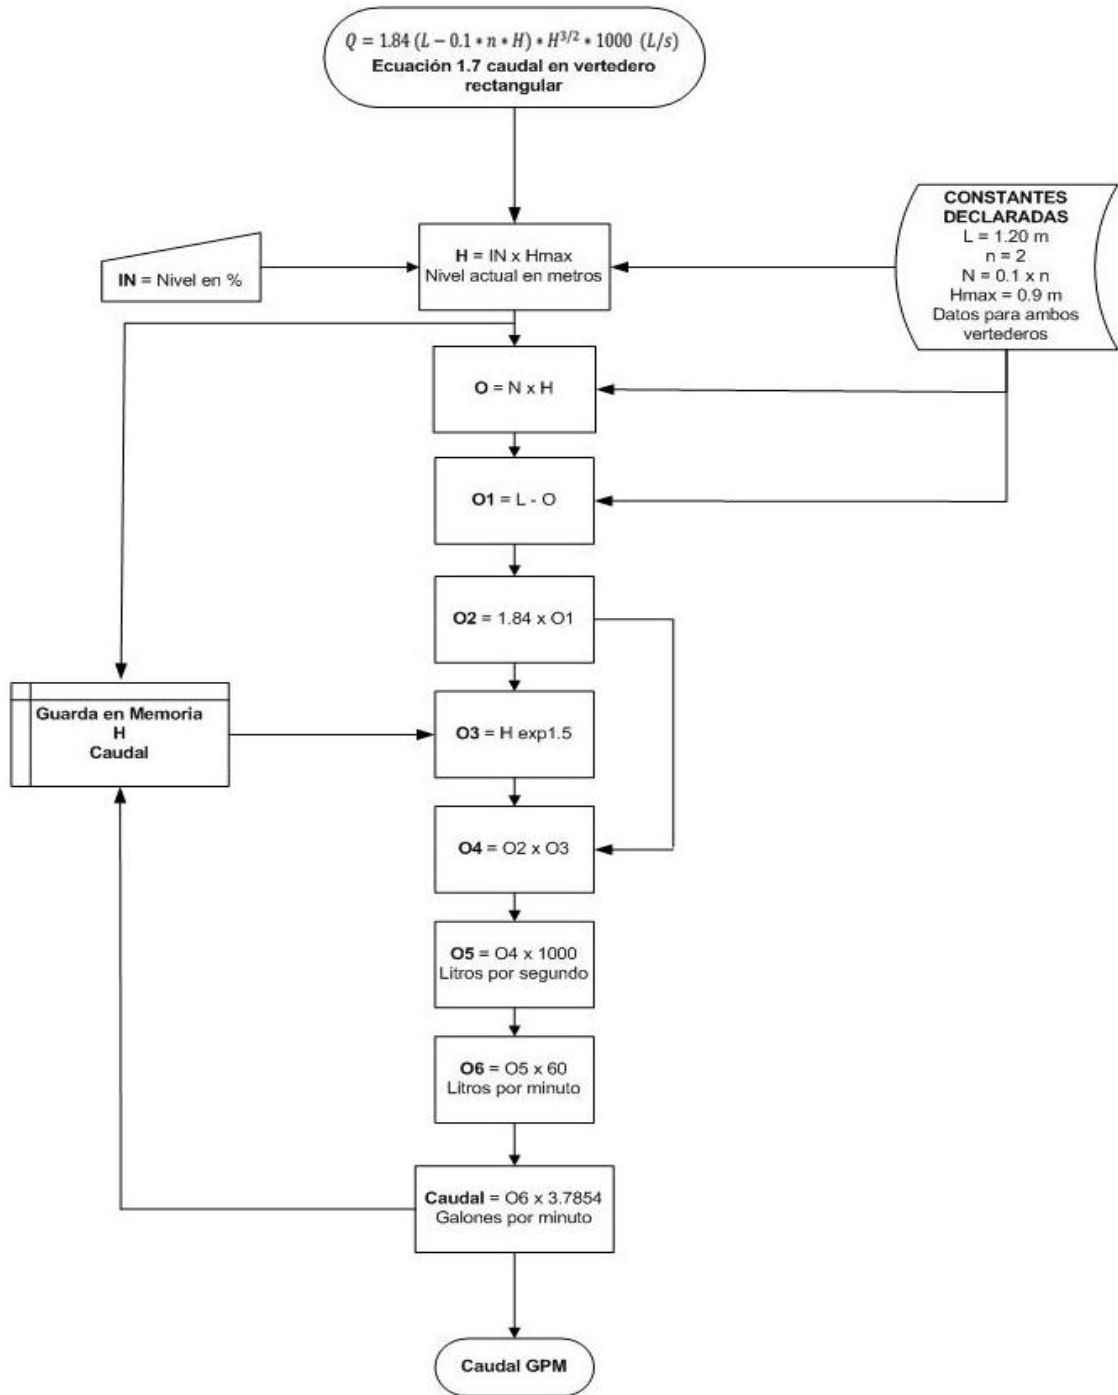 Q = 1.84 (L − 0.1 * n * H) * H^{3/2} * 1000 (L/s)
Ecuación 1.7 caudal en vertedero
rectangular
CONSTANTES
DECLARADAS
L = 1.20 m
n = 2
N = 0.1 x n
Hmax = 0.9 m
Datos para ambos
vertederos
H = IN x Hmax
Nivel actual en metros
IN = Nivel en %
O = N x H
O1 = L - O
O2 = 1.84 x O1
Guarda en Memoria
H
Caudal
O3 = H exp1.5
O4 = O2 x O3
O5 = O4 x 1000
Litros por segundo
O6 = O5 x 60
Litros por minuto
Caudal = O6 x 3.7854
Galones por minuto
Caudal GPM